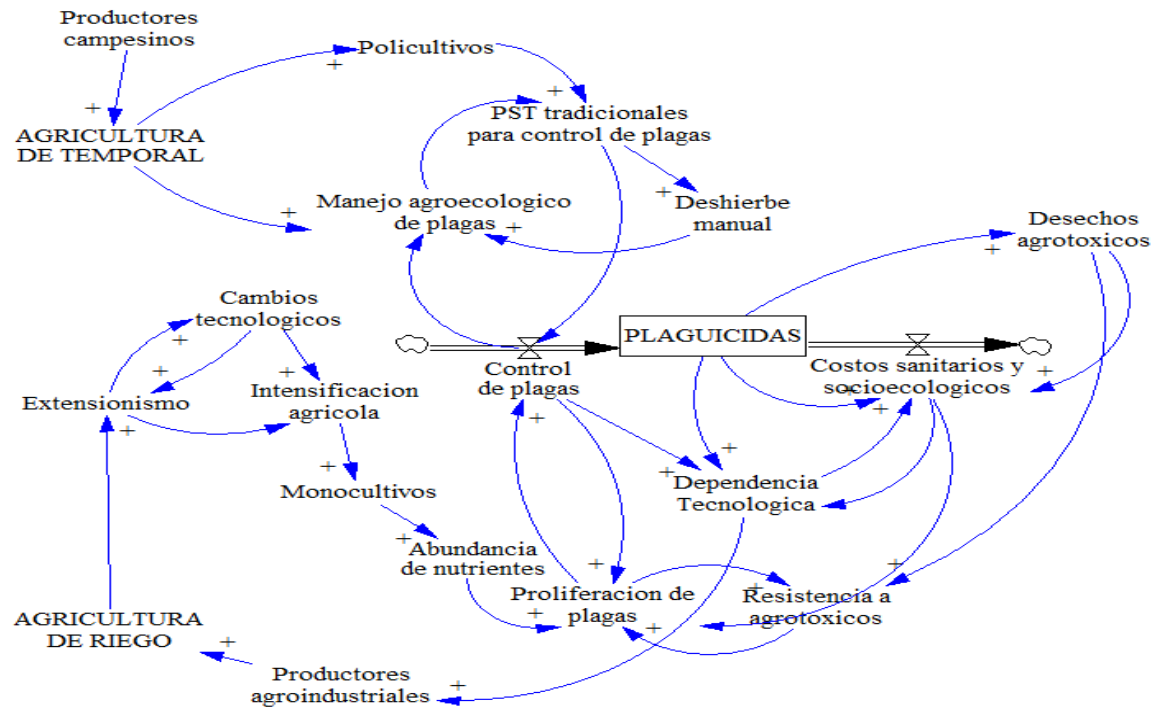 Productores
campesinos
Policultivos
PST tradicionales
para control de plagas
AGRICULTURA
DE TEMPORAL
Manejo agroecologico
de plagas
Deshierbe
manual
Desechos
agrotoxicos
Cambios
tecnologicos
PLAGUICIDAS
Control
de plagas
Costos sanitarios y
socioecologicos
Extensionismo
Intensificacion
agricola
Monocultivos
Dependencia
Tecnologica
Abundancia
de nutrientes
Proliferacion de
plagas
Resistencia a
agrotoxicos
AGRICULTURA
DE RIEGO
Productores
agroindustriales